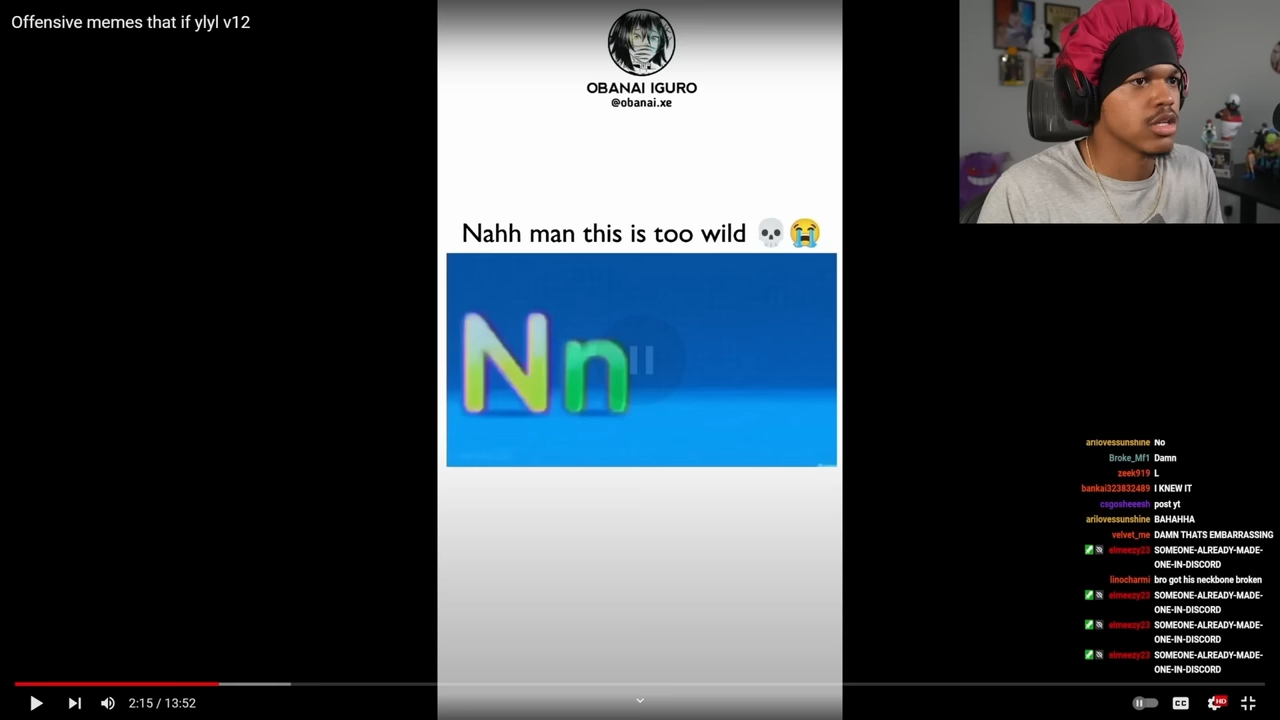 Offensive memes that if ylyl v12
OBANAI IGURO
@obanai.xe
Nahh man this is too wild 💀😭
Nn
arilovessunshine No
Broke_Mf1 Damn
zeek919 L
bankai323832489 I KNEW IT
csgosheeesh post yt
arilovessunshine BAHAHHA
velvet_me DAMN THATS EMBARRASSING
elmeezy23 SOMEONE-ALREADY-MADE-
ONE-IN-DISCORD
linocharmi bro got his neckbone broken
elmeezy23 SOMEONE-ALREADY-MADE-
ONE-IN-DISCORD
elmeezy23 SOMEONE-ALREADY-MADE-
ONE-IN-DISCORD
elmeezy23 SOMEONE-ALREADY-MADE-
ONE-IN-DISCORD
2:15 / 13:52
CC
HD